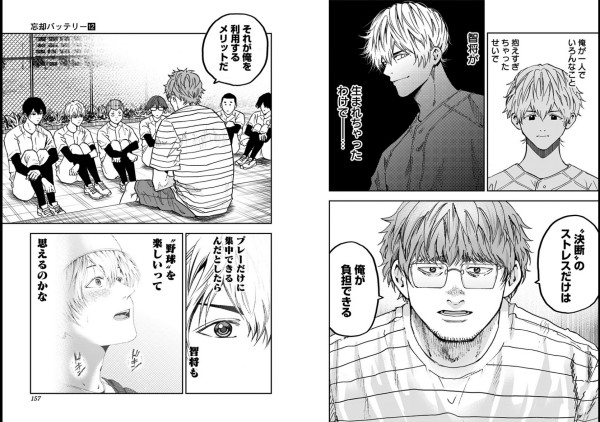 俺が一人で
いろんなこと
抱えすぎ
ちゃった
せいで
智将が
生まれちゃった
わけで――…
“決断”の
ストレスだけは
俺が
負担できる
忘却バッテリー⑫
それが俺を
利用する
メリットだ
プレーだけに
集中できる
んだとしたら
智将も
“野球”を
楽しいって
思えるのかな
157